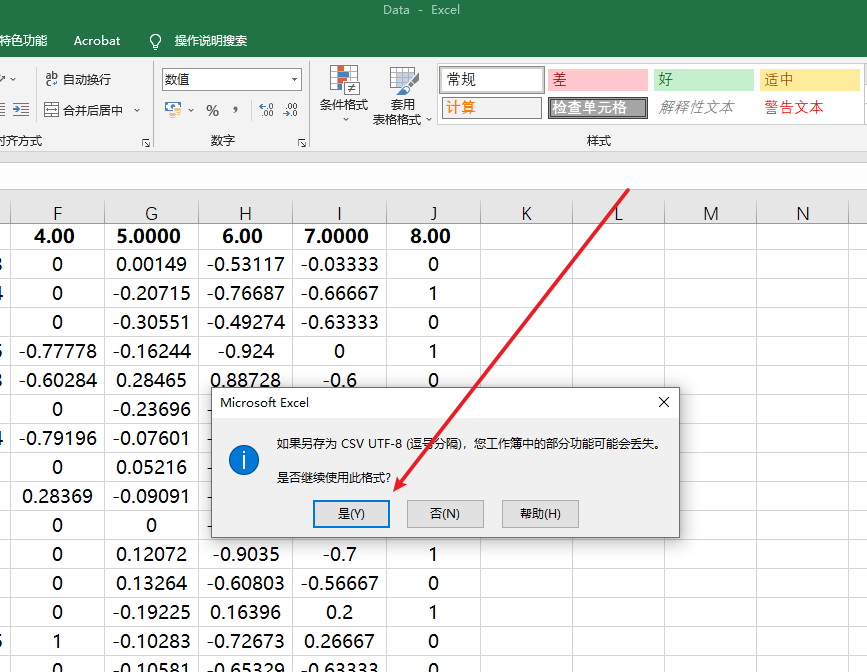 Data - Excel
特色功能 Acrobat 操作说明搜索
自动换行 数值 条件格式 套用 常规 差 好 适中
合并后居中 表格格式 计算 检查单元格 解释性文本 警告文本
对齐方式 数字 样式
F G H I J K L M N
4.00 5.0000 6.00 7.0000 8.00
0 0.00149 -0.53117 -0.03333 0
0 -0.20715 -0.76687 -0.66667 1
0 -0.30551 -0.49274 -0.63333 0
-0.77778 -0.16244 -0.924 0 1
-0.60284 0.28465 0.88728 -0.6 0
0 -0.23696
-0.79196 -0.07601
0 0.05216
0.28369 -0.09091
0 0
Microsoft Excel
如果另存为 CSV UTF-8 (逗号分隔)，您工作簿中的部分功能可能会丢失。
是否继续使用此格式?
是(Y) 否(N) 帮助(H)
0 0.12072 -0.9035 -0.7 1
0 0.13264 -0.60803 -0.56667 0
0 -0.19225 0.16396 0.2 1
1 -0.10283 -0.72673 0.26667 0
0 -0.10581 -0.65329 -0.63333 0